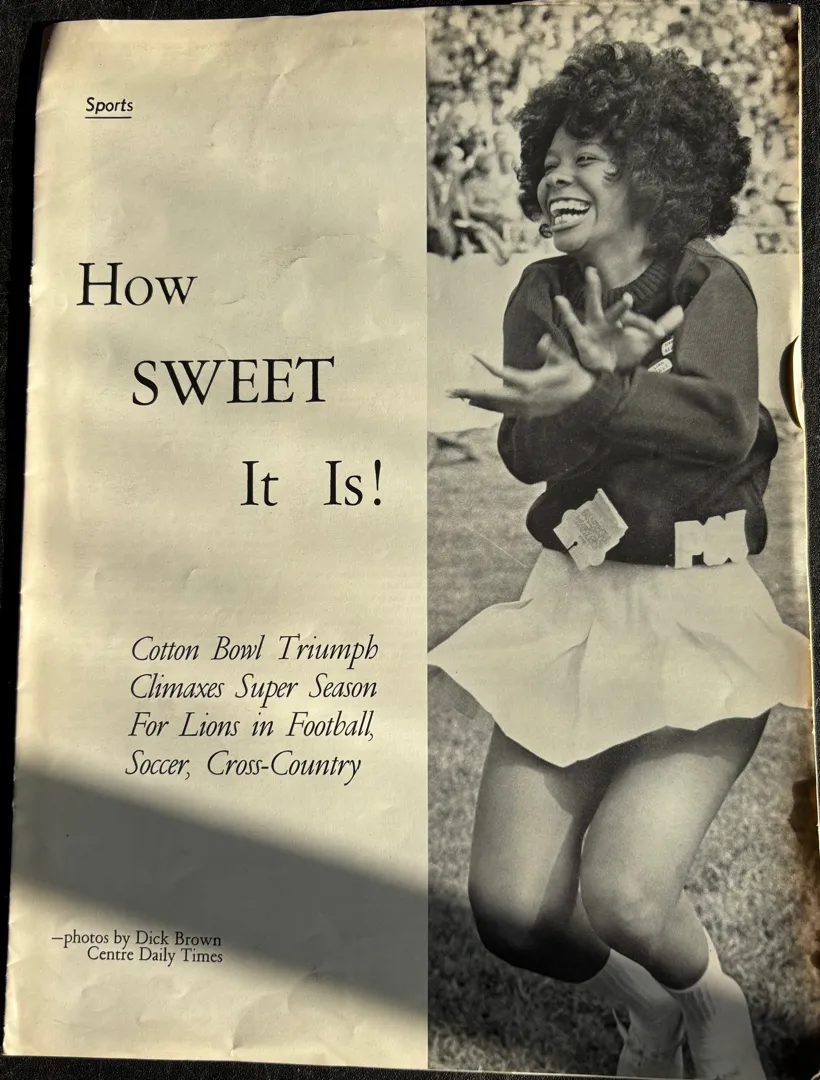 Sports
How
SWEET
It Is!
Cotton Bowl Triumph
Climaxes Super Season
For Lions in Football,
Soccer, Cross-Country
—photos by Dick Brown
Centre Daily Times